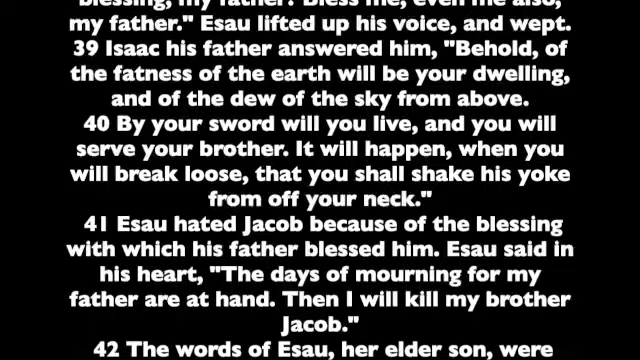 blessing, my father? Bless me, even me also,
my father." Esau lifted up his voice, and wept.
39 Isaac his father answered him, "Behold, of
the fatness of the earth will be your dwelling,
and of the dew of the sky from above.
40 By your sword will you live, and you will
serve your brother. It will happen, when you
will break loose, that you shall shake his yoke
from off your neck."
41 Esau hated Jacob because of the blessing
with which his father blessed him. Esau said in
his heart, "The days of mourning for my
father are at hand. Then I will kill my brother
Jacob."
42 The words of Esau, her elder son, were